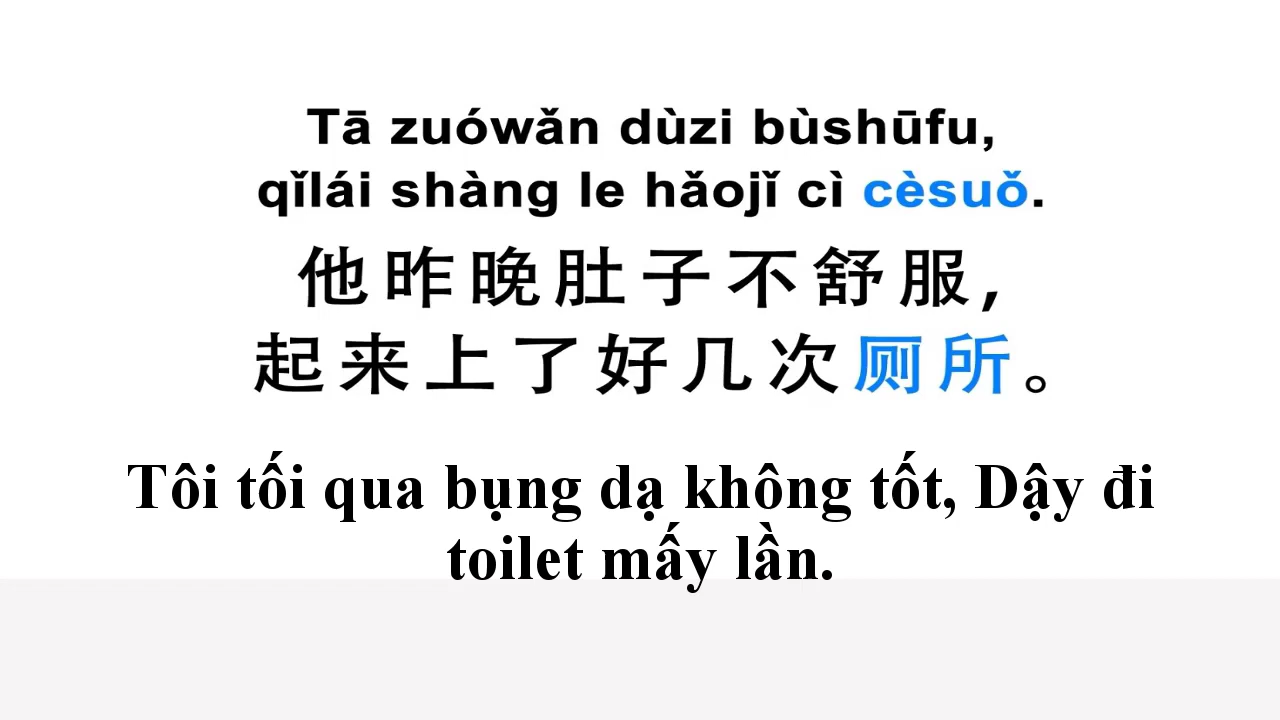 Tā zuówǎn dùzi bùshūfu,
qǐlái shàng le hǎojǐ cì cèsuǒ.
他昨晚肚子不舒服,
起来上了好几次厕所。
Tôi tối qua bụng dạ không tốt, Dậy đi
toilet mấy lần.